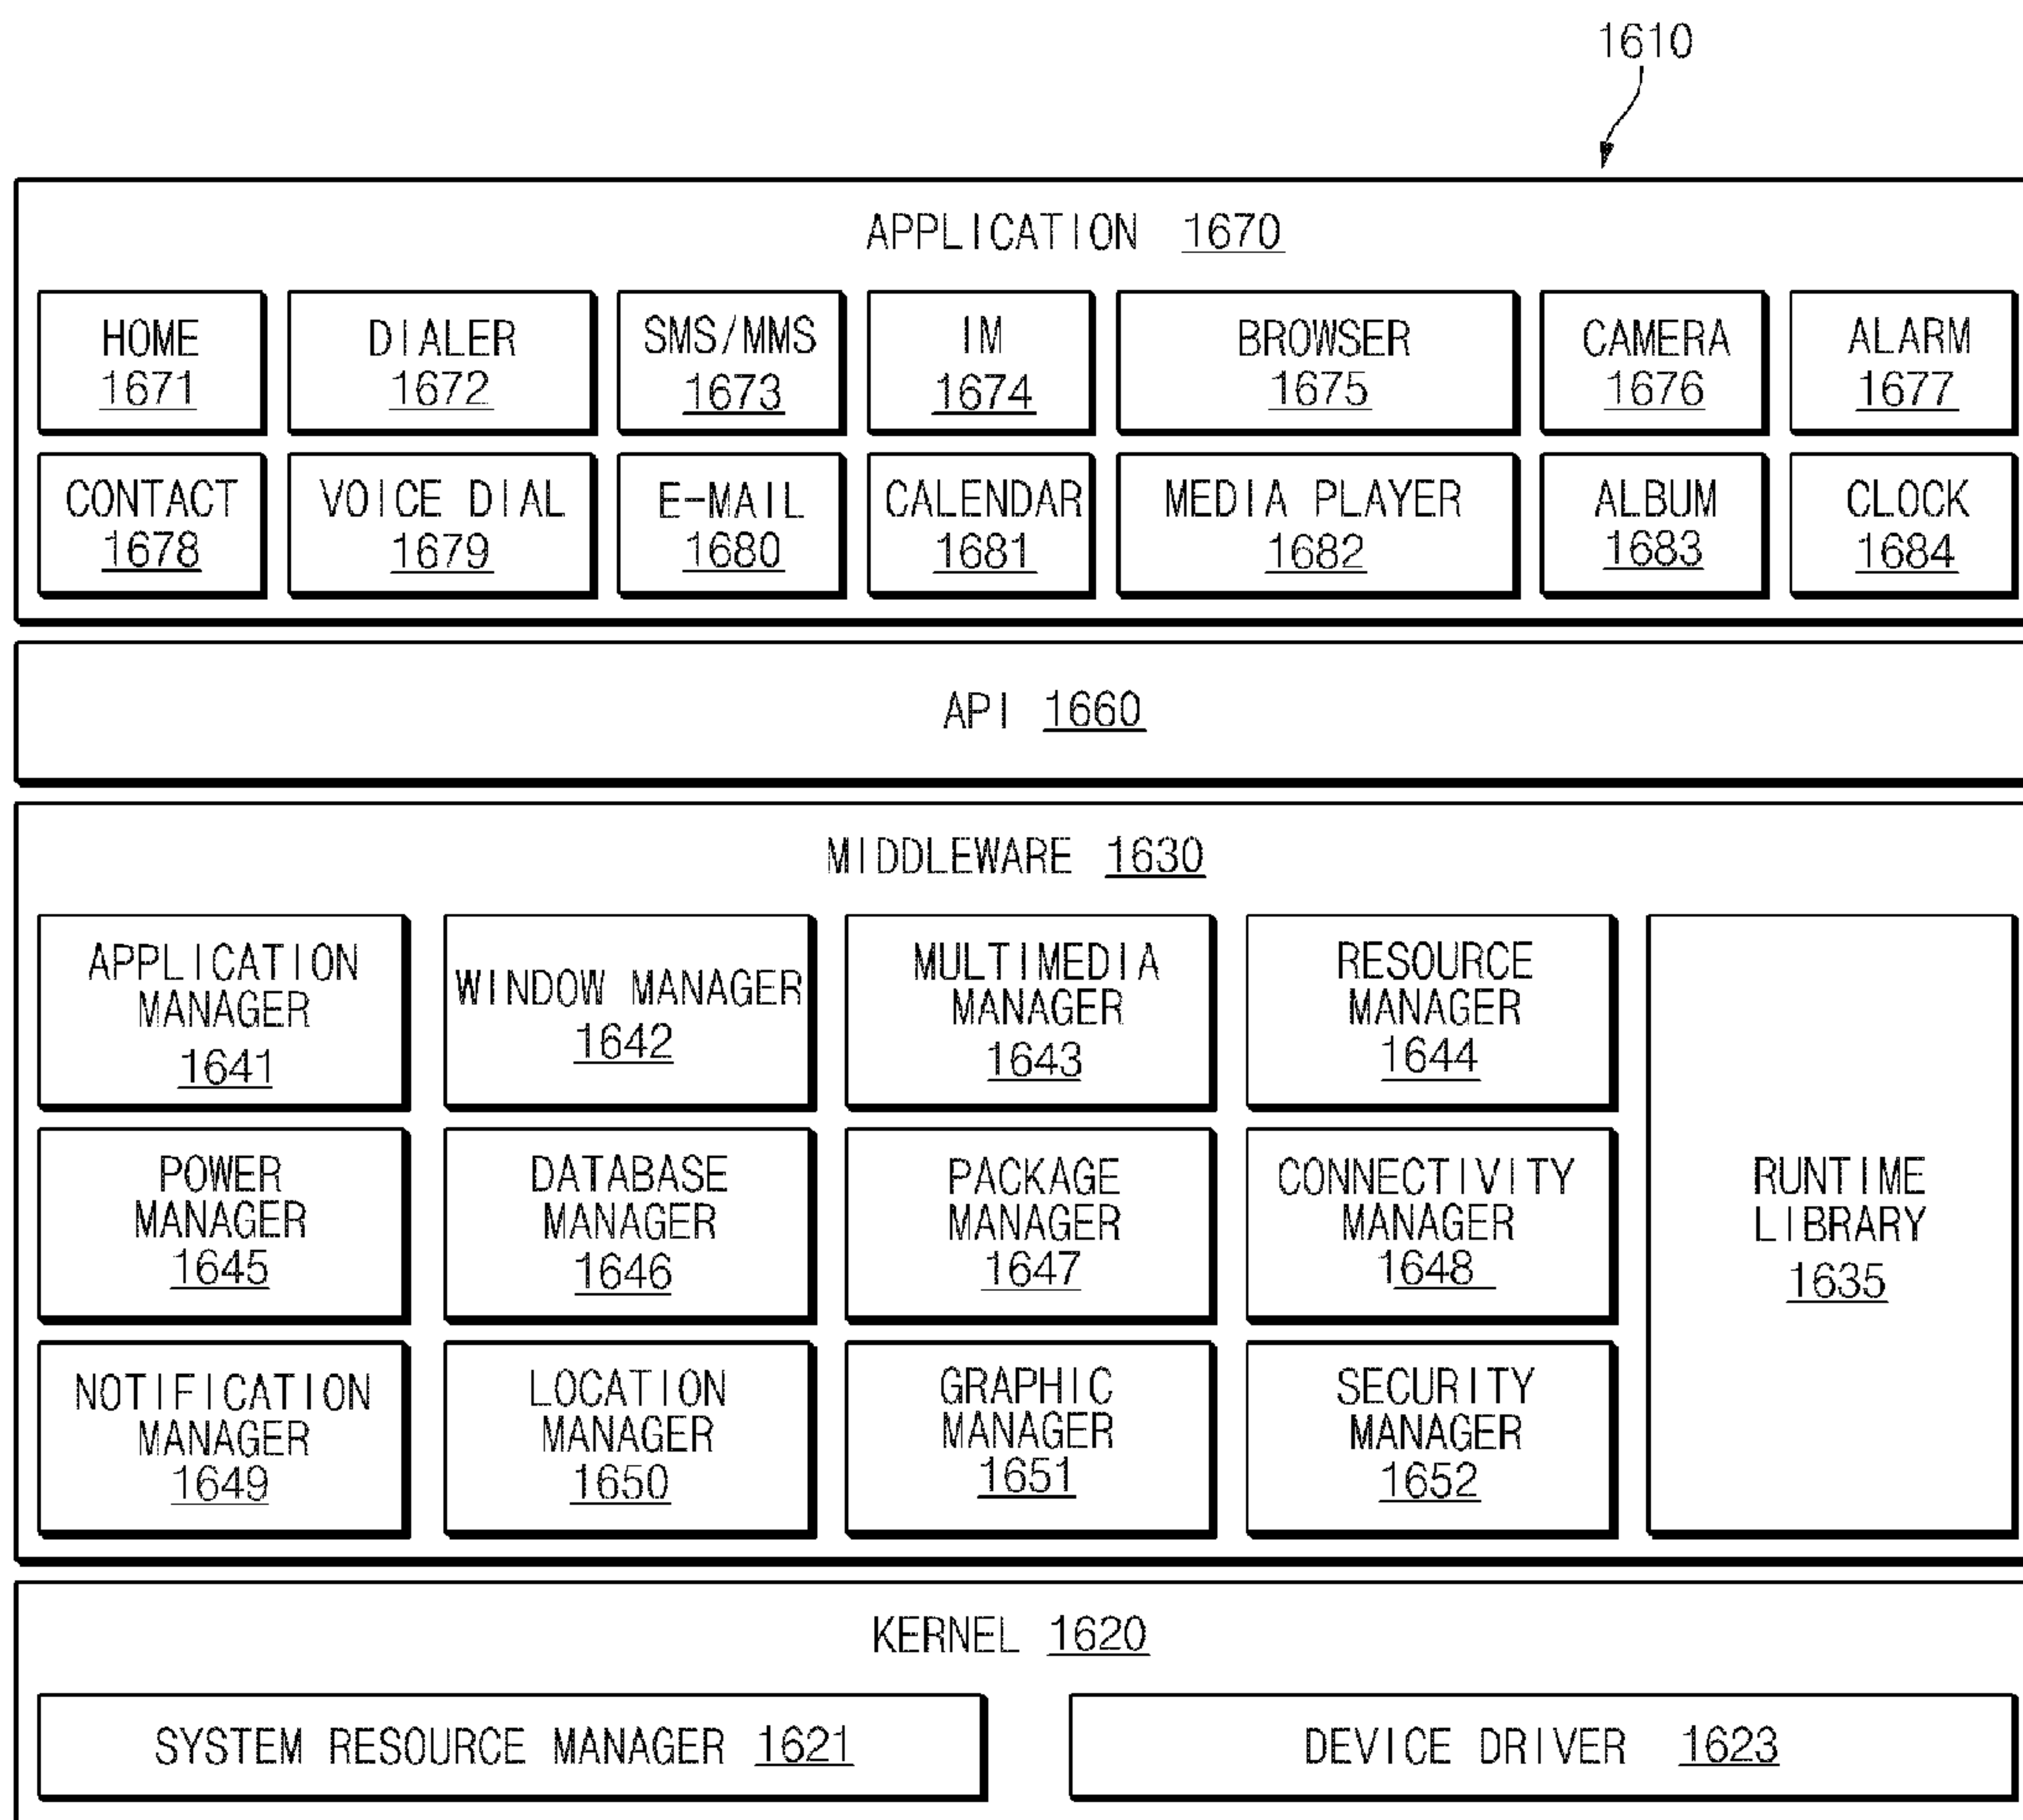 1610
APPLICATION 1670
HOME
1671
DIALER
1672
SMS/MMS
1673
IM
1674
BROWSER
1675
CAMERA
1676
ALARM
1677
CONTACT
1678
VOICE DIAL
1679
E-MAIL
1680
CALENDAR
1681
MEDIA PLAYER
1682
ALBUM
1683
CLOCK
1684
API 1660
MIDDLEWARE 1630
APPLICATION
MANAGER
1641
WINDOW MANAGER
1642
MULTIMEDIA
MANAGER
1643
RESOURCE
MANAGER
1644
POWER
MANAGER
1645
DATABASE
MANAGER
1646
PACKAGE
MANAGER
1647
CONNECTIVITY
MANAGER
1648
RUNTIME
LIBRARY
1635
NOTIFICATION
MANAGER
1649
LOCATION
MANAGER
1650
GRAPHIC
MANAGER
1651
SECURITY
MANAGER
1652
KERNEL 1620
SYSTEM RESOURCE MANAGER 1621
DEVICE DRIVER 1623